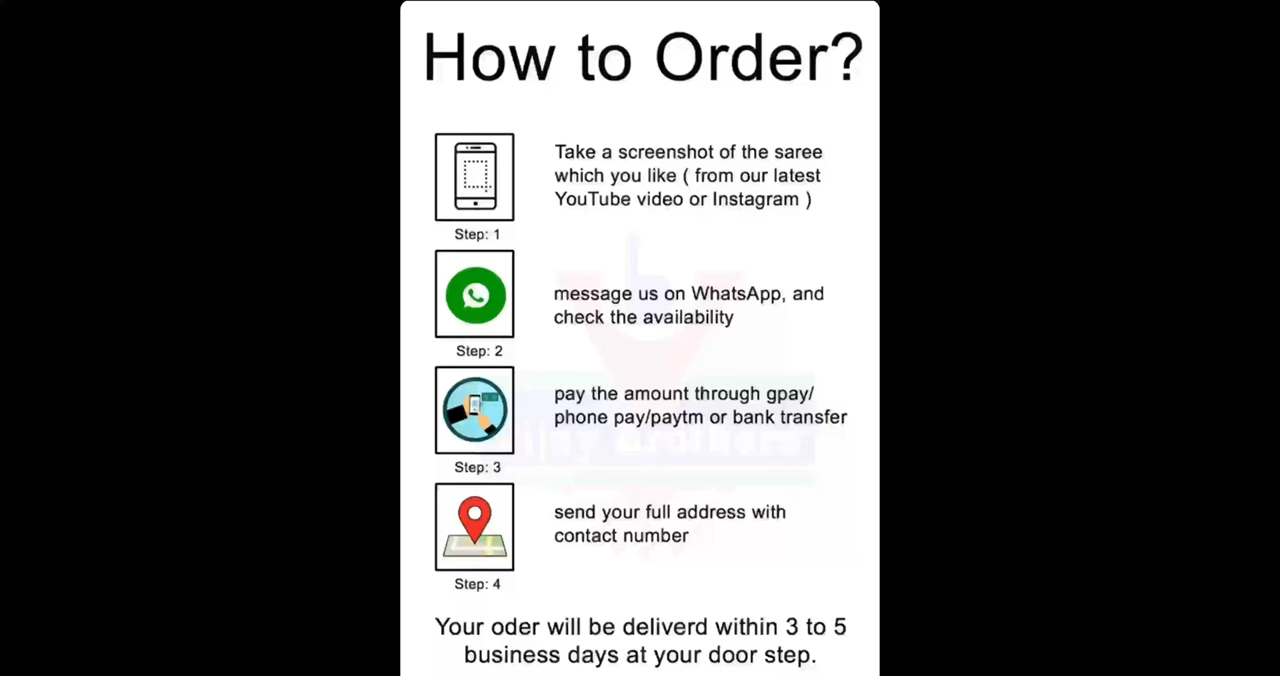 How to Order?
Take a screenshot of the saree
which you like ( from our latest
YouTube video or Instagram )
Step: 1
message us on WhatsApp, and
check the availability
Step: 2
pay the amount through gpay/
phone pay/paytm or bank transfer
Step: 3
send your full address with
contact number
Step: 4
Your oder will be deliverd within 3 to 5
business days at your door step.